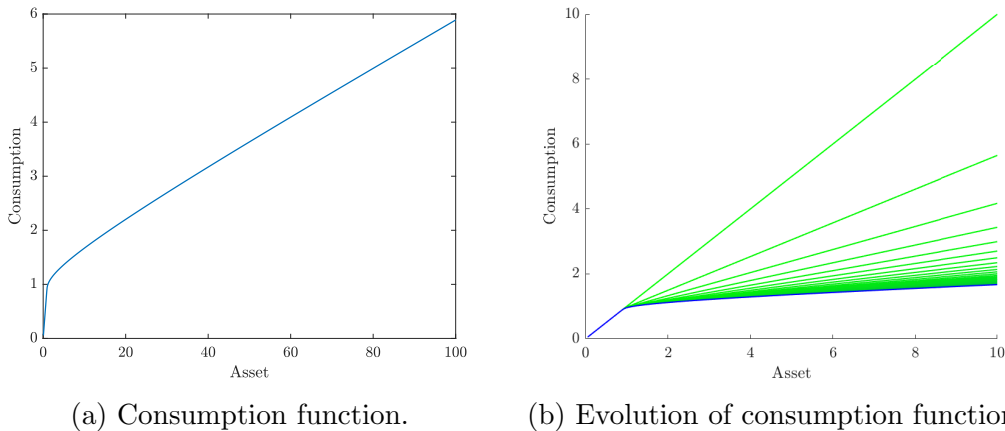 6
5
4
3
2
1
0
0 20 40 60 80 100
Consumption
Asset
(a) Consumption function.
10
8
6
4
2
0
0 2 4 6 8 10
Consumption
Asset
(b) Evolution of consumption function